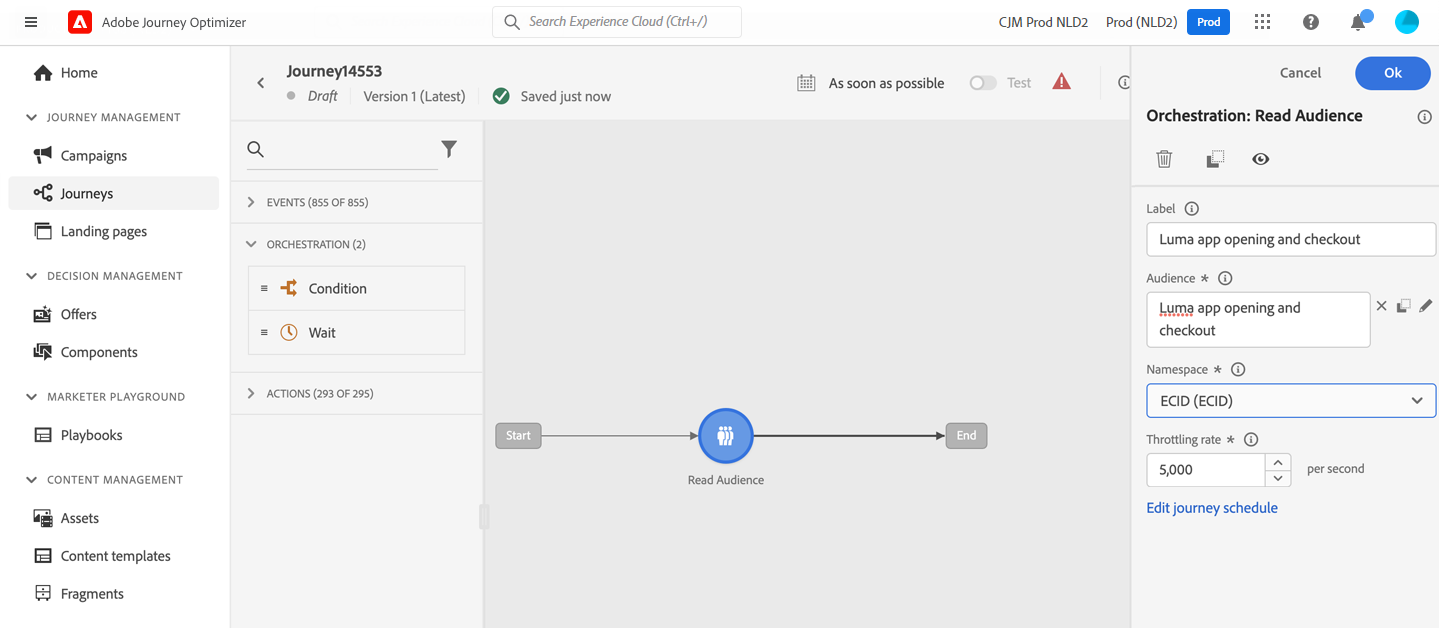 Adobe Journey Optimizer
Search Experience Cloud (Ctrl+/)
CJM Prod NLD2
Prod (NLD2)
Prod
Home
JOURNEY MANAGEMENT
Campaigns
Journeys
Landing pages
DECISION MANAGEMENT
Offers
Components
MARKETER PLAYGROUND
Playbooks
CONTENT MANAGEMENT
Assets
Content templates
Fragments
Journey14553
Draft
Version 1 (Latest)
Saved just now
As soon as possible
Test
EVENTS (855 OF 855)
ORCHESTRATION (2)
Condition
Wait
ACTIONS (293 OF 295)
Start
Read Audience
End
Cancel
Ok
Orchestration: Read Audience
Label
Luma app opening and checkout
Audience *
Luma app opening and
checkout
Namespace *
ECID (ECID)
Throttling rate *
5,000
per second
Edit journey schedule